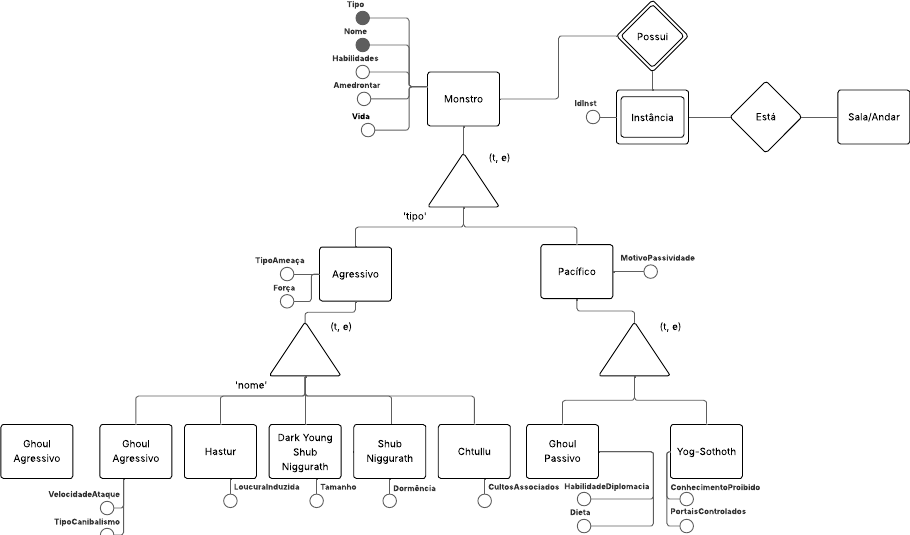 Tipo
Nome
Habilidades
Amedrontar
Vida
Monstro
Possui
IdInst
Instância
Está
Sala/Andar
(t, e)
'tipo'
TipoAmeaça
Força
Agressivo
Pacífico
MotivoPassividade
(t, e)
(t, e)
'nome'
Ghoul
Agressivo
Ghoul
Agressivo
Hastur
Dark Young
Shub
Niggurath
Shub
Niggurath
Chtullu
Ghoul
Passivo
Yog-Sothoth
VelocidadeAtaque
TipoCanibalismo
LoucuraInduzida
Tamanho
Dormência
CultosAssociados
HabilidadeDiplomacia
Dieta
ConhecimentoProibido
PortaisControlados